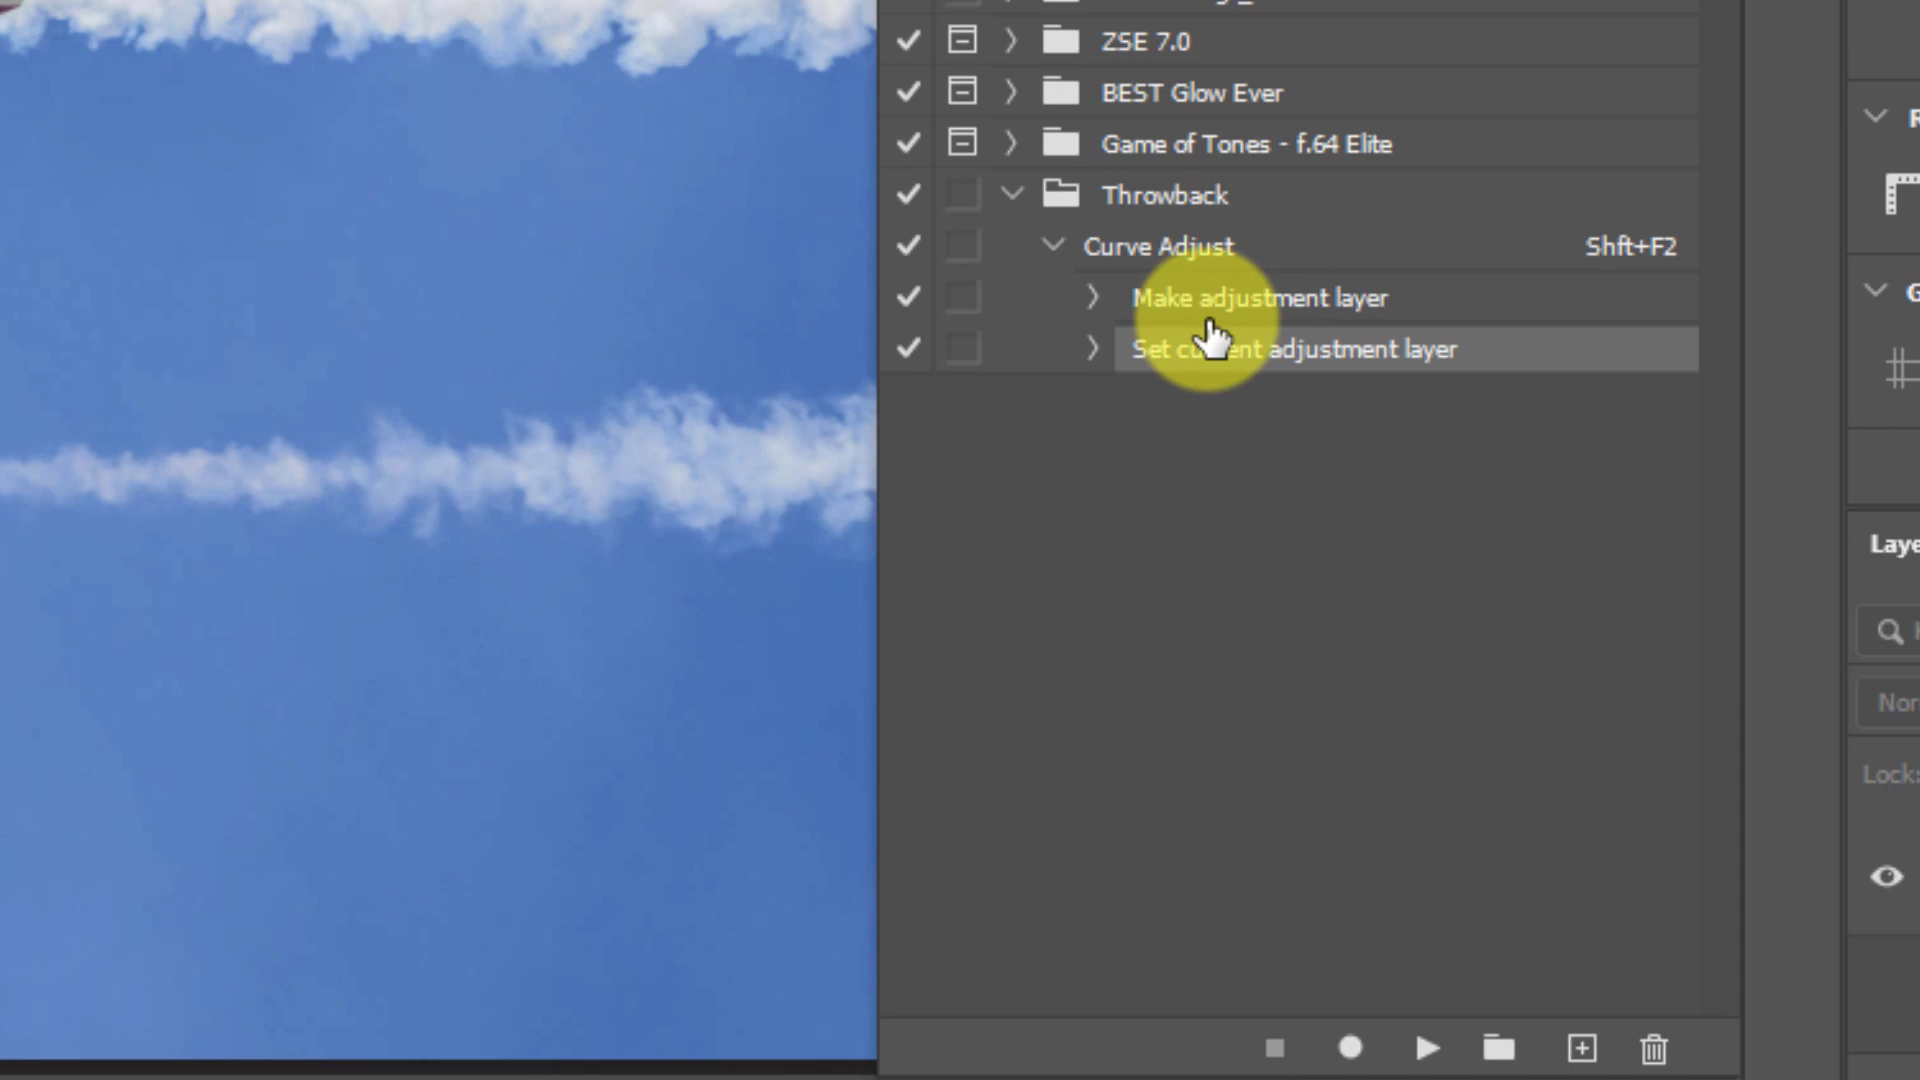 ZSE 7.0
BEST Glow Ever
Game of Tones - f.64 Elite
Throwback
Curve Adjust Shft+F2
Make adjustment layer
Set current adjustment layer
Laye
Nor
Lock